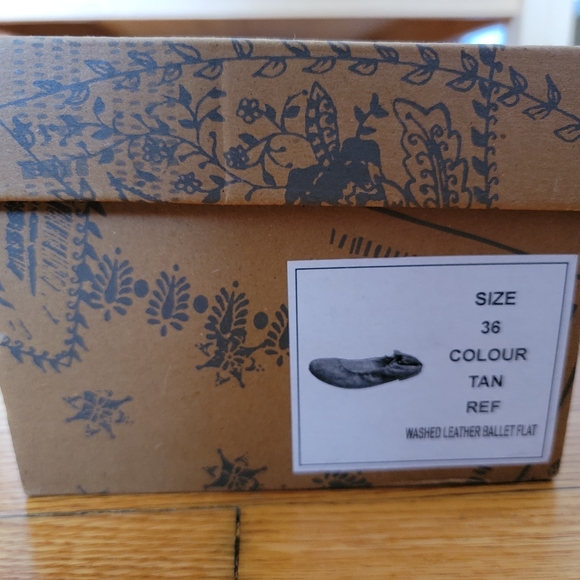 SIZE
36
COLOUR
TAN
REF
WASHED LEATHER BALLET FLAT